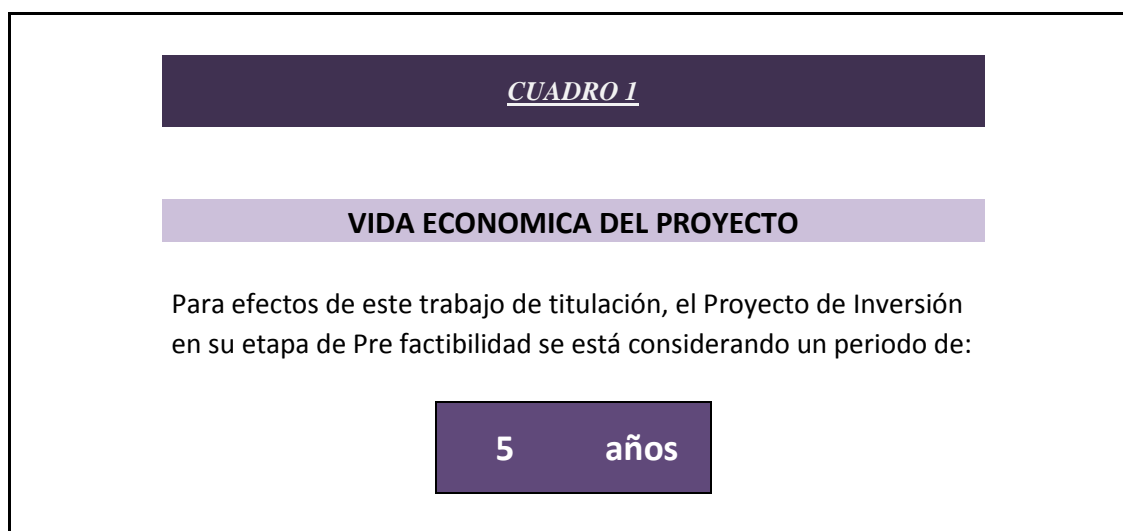 CUADRO 1
VIDA ECONOMICA DEL PROYECTO
Para efectos de este trabajo de titulación, el Proyecto de Inversión
en su etapa de Pre factibilidad se está considerando un periodo de:
5 años